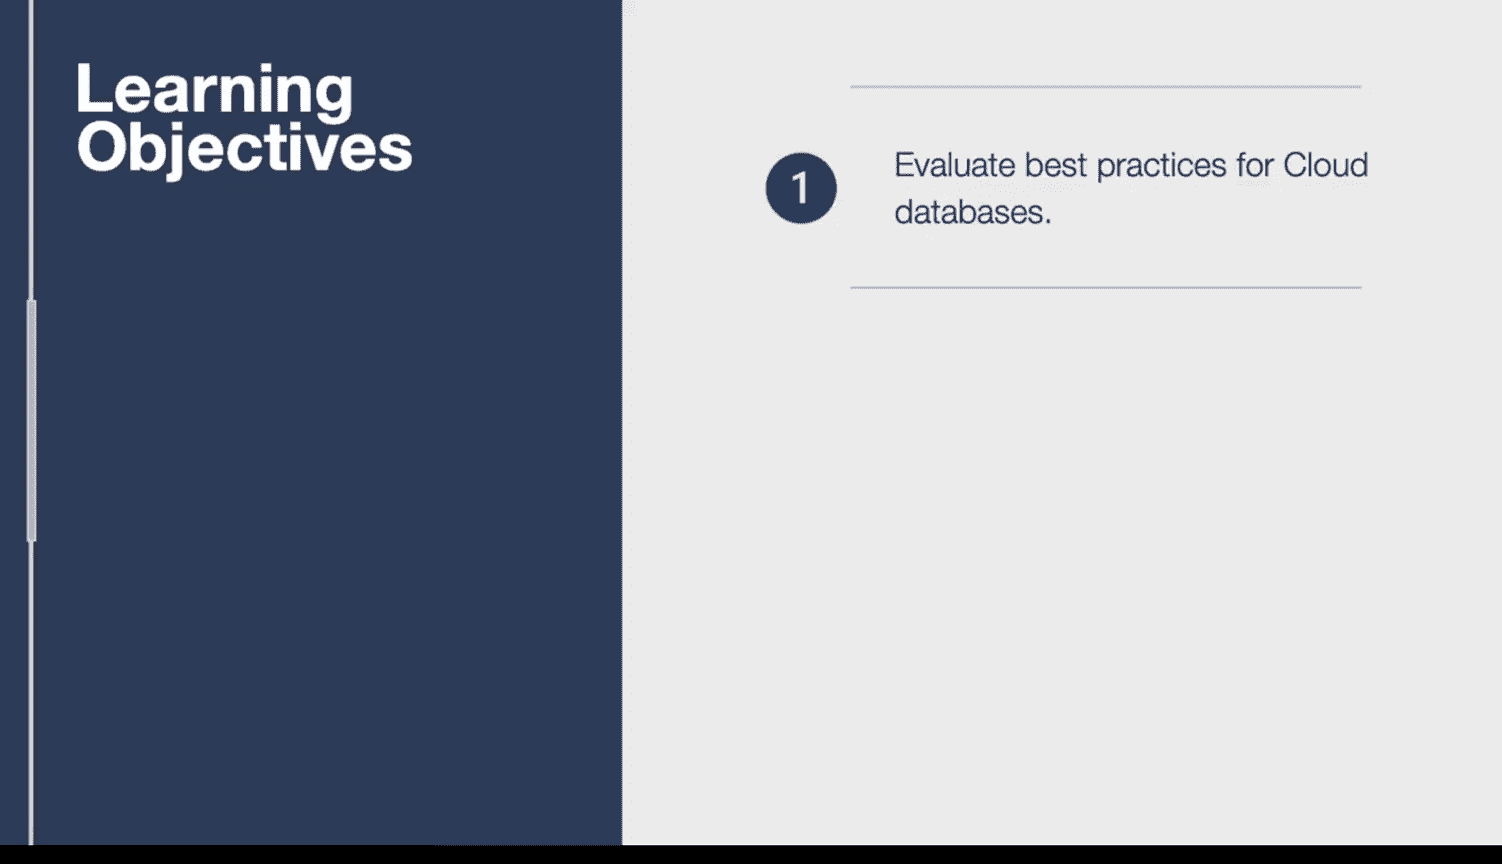 Learning
Objectives
1
Evaluate best practices for Cloud
databases.